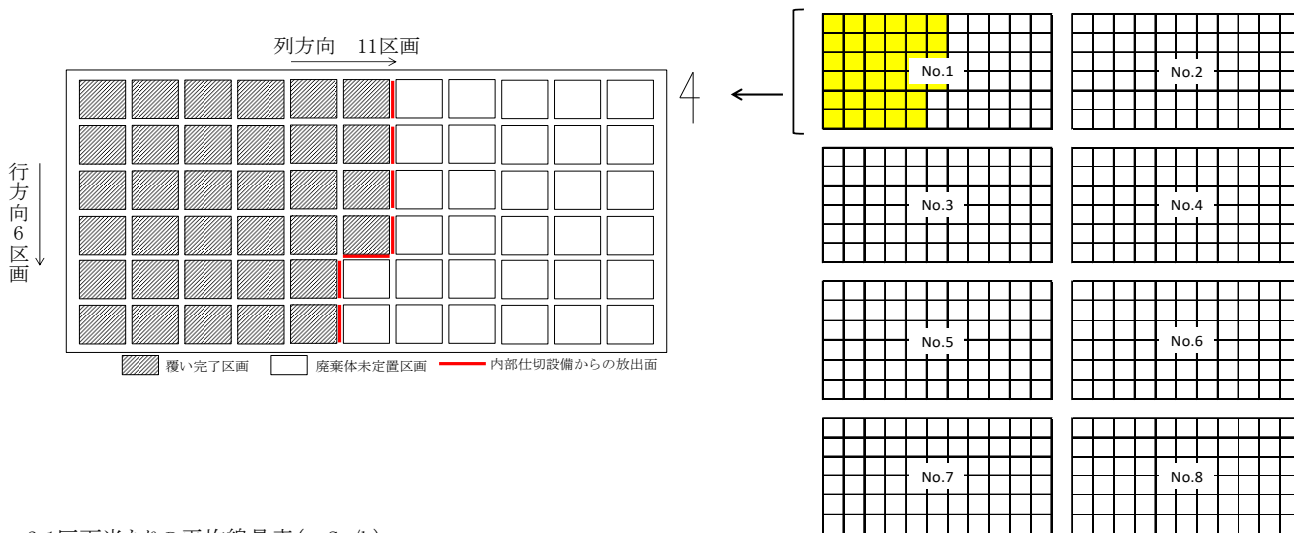 列方向 11区画
行方向6区画
覆い完了区画
廃棄体未定置区画
内部仕切設備からの放出面
No.1
No.2
No.3
No.4
No.5
No.6
No.7
No.8